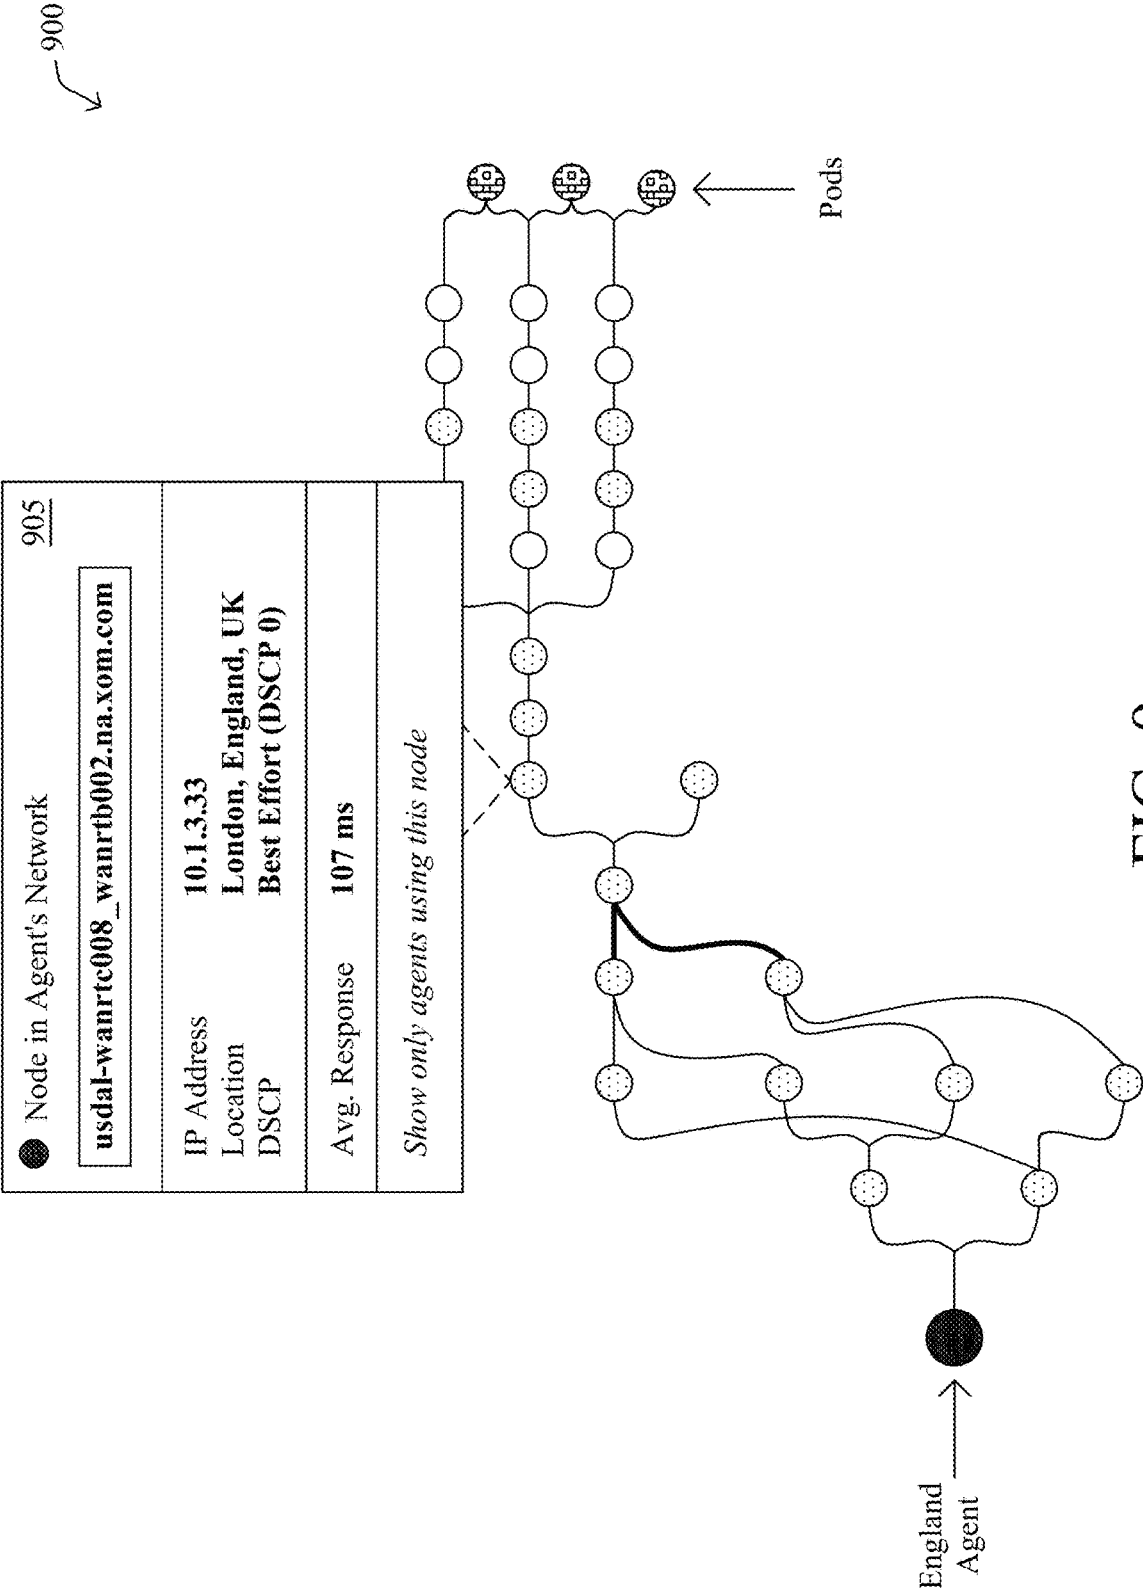 900
905
Node in Agent's Network
usdal-wanrtc008_wanrtb002.na.xom.com
IP Address 10.1.3.33
Location London, England, UK
DSCP Best Effort (DSCP 0)
Avg. Response 107 ms
Show only agents using this node
Pods
England
Agent